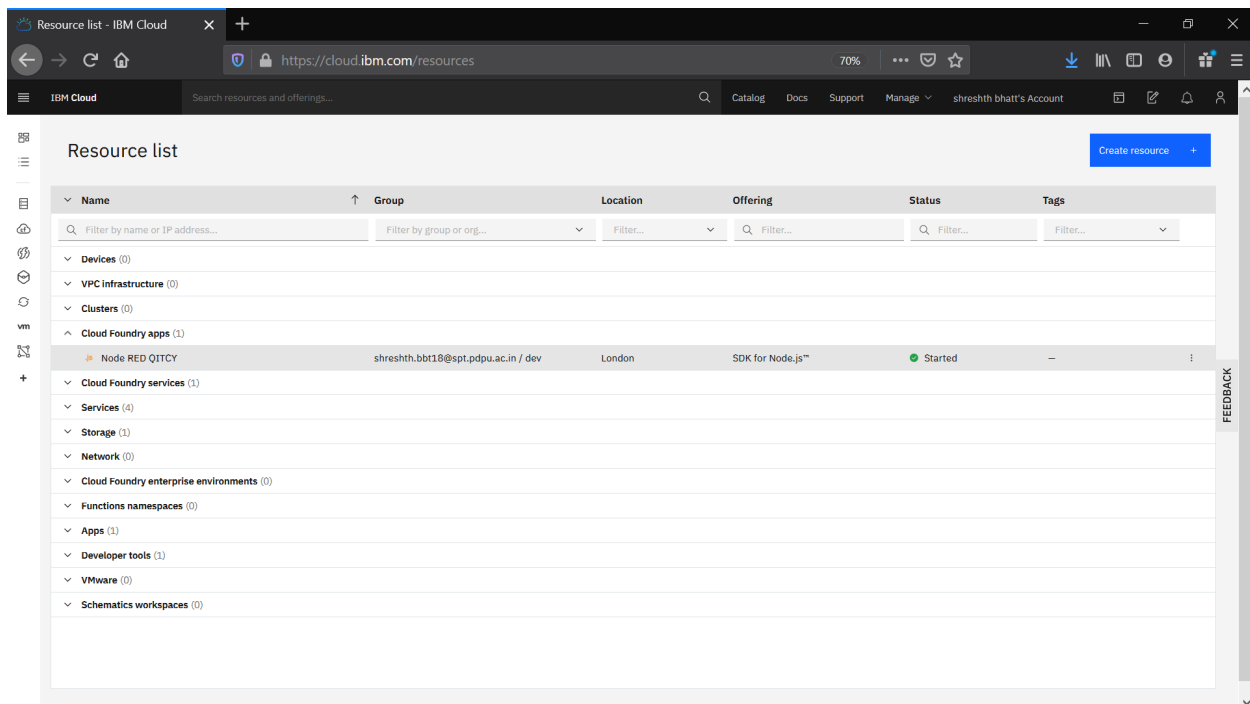 Resource list - IBM Cloud
https://cloud.ibm.com/resources
70%
IBM Cloud
Search resources and offerings...
Catalog
Docs
Support
Manage
shreshth bhatt's Account
Resource list
Create resource +
Name
Group
Location
Offering
Status
Tags
Filter by name or IP address...
Filter by group or org...
Filter...
Filter...
Filter...
Filter...
Devices (0)
VPC infrastructure (0)
Clusters (0)
Cloud Foundry apps (1)
Node RED QITCY
shreshth.bbt18@spt.pdpu.ac.in / dev
London
SDK for Node.js™
Started
–
Cloud Foundry services (1)
Services (4)
Storage (1)
Network (0)
Cloud Foundry enterprise environments (0)
Functions namespaces (0)
Apps (1)
Developer tools (1)
VMware (0)
Schematics workspaces (0)
vm
FEEDBACK